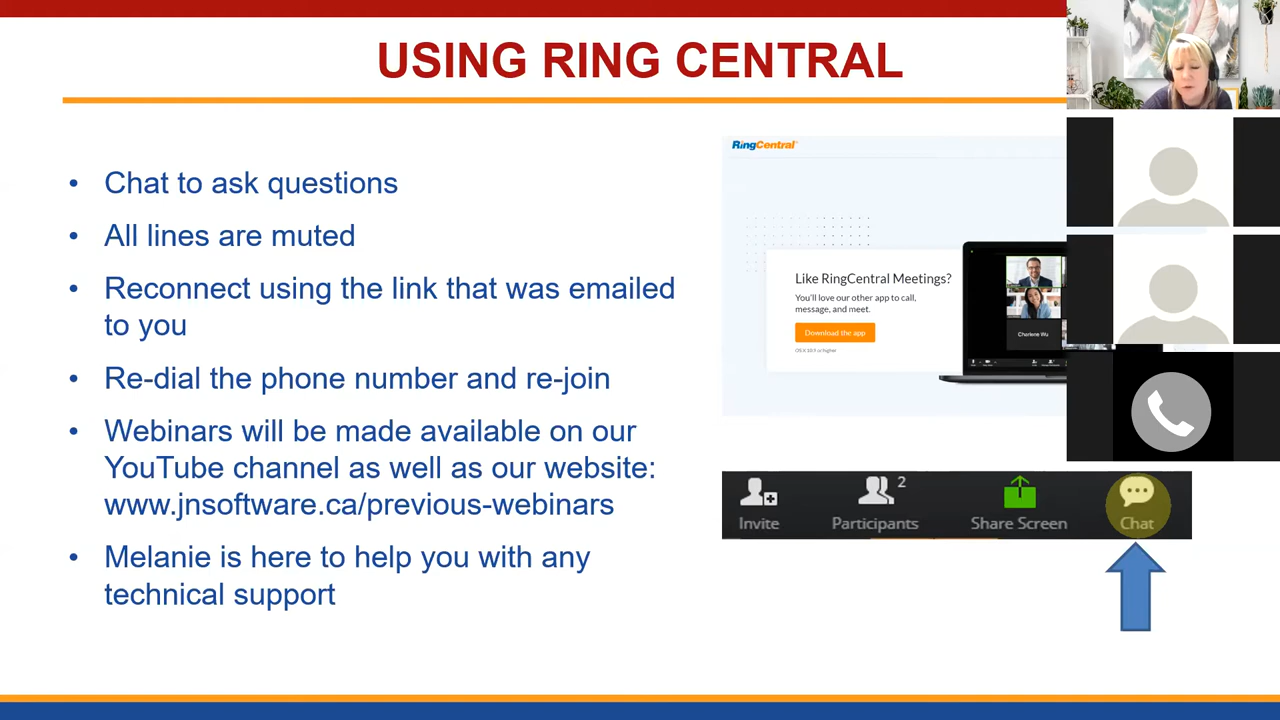 USING RING CENTRAL
• Chat to ask questions
• All lines are muted
• Reconnect using the link that was emailed
to you
• Re-dial the phone number and re-join
• Webinars will be made available on our
YouTube channel as well as our website:
www.jnsoftware.ca/previous-webinars
• Melanie is here to help you with any
technical support
RingCentral
Like RingCentral Meetings?
You'll love our other app to call,
message, and meet.
Download the app
Charlene Wu
Invite
Participants
2
Share Screen
Chat